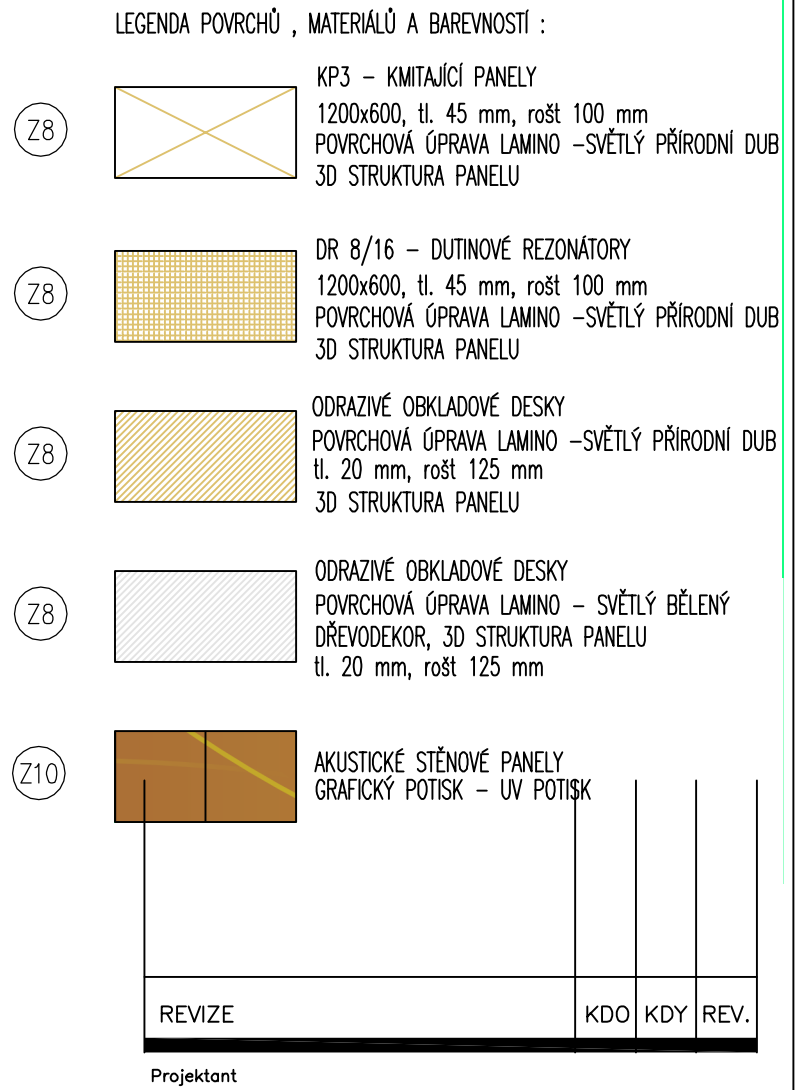 LEGENDA POVRCHŮ , MATERIÁLŮ A BAREVNOSTÍ :
Z8
KP3 – KMITAJÍCÍ PANELY
1200x600, tl. 45 mm, rošt 100 mm
POVRCHOVÁ ÚPRAVA LAMINO –SVĚTLÝ PŘÍRODNÍ DUB
3D STRUKTURA PANELU
Z8
DR 8/16 – DUTINOVÉ REZONÁTORY
1200x600, tl. 45 mm, rošt 100 mm
POVRCHOVÁ ÚPRAVA LAMINO –SVĚTLÝ PŘÍRODNÍ DUB
3D STRUKTURA PANELU
Z8
ODRAZIVÉ OBKLADOVÉ DESKY
POVRCHOVÁ ÚPRAVA LAMINO –SVĚTLÝ PŘÍRODNÍ DUB
tl. 20 mm, rošt 125 mm
3D STRUKTURA PANELU
Z8
ODRAZIVÉ OBKLADOVÉ DESKY
POVRCHOVÁ ÚPRAVA LAMINO – SVĚTLÝ BĚLENÝ
DŘEVODEKOR, 3D STRUKTURA PANELU
tl. 20 mm, rošt 125 mm
Z10
AKUSTICKÉ STĚNOVÉ PANELY
GRAFICKÝ POTISK – UV POTISK
REVIZE KDO KDY REV.
Projektant